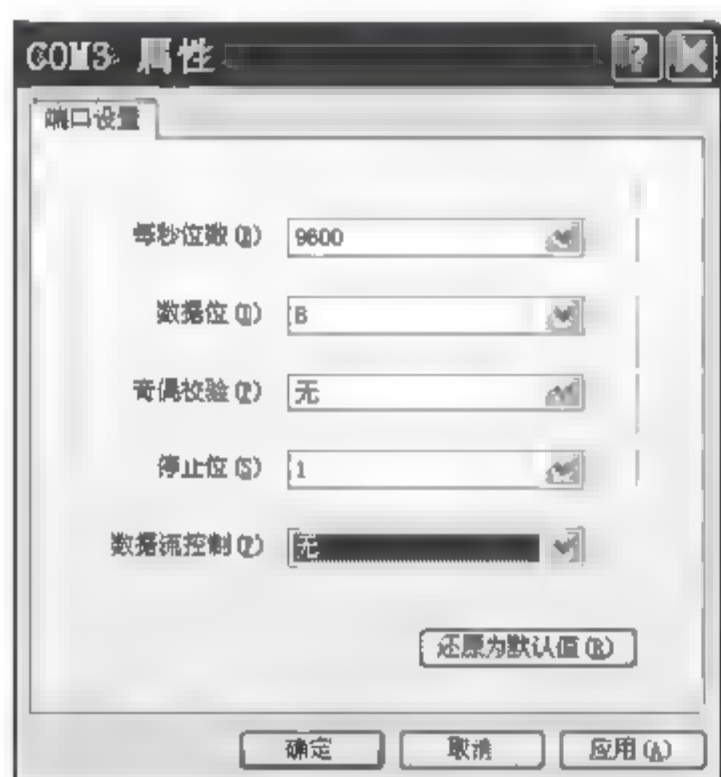 COM3 属性
端口设置
每秒位数(B) 9600
数据位(D) 8
奇偶校验(P) 无
停止位(S) 1
数据流控制(F) 无
还原为默认值(R)
确定 取消 应用(A)